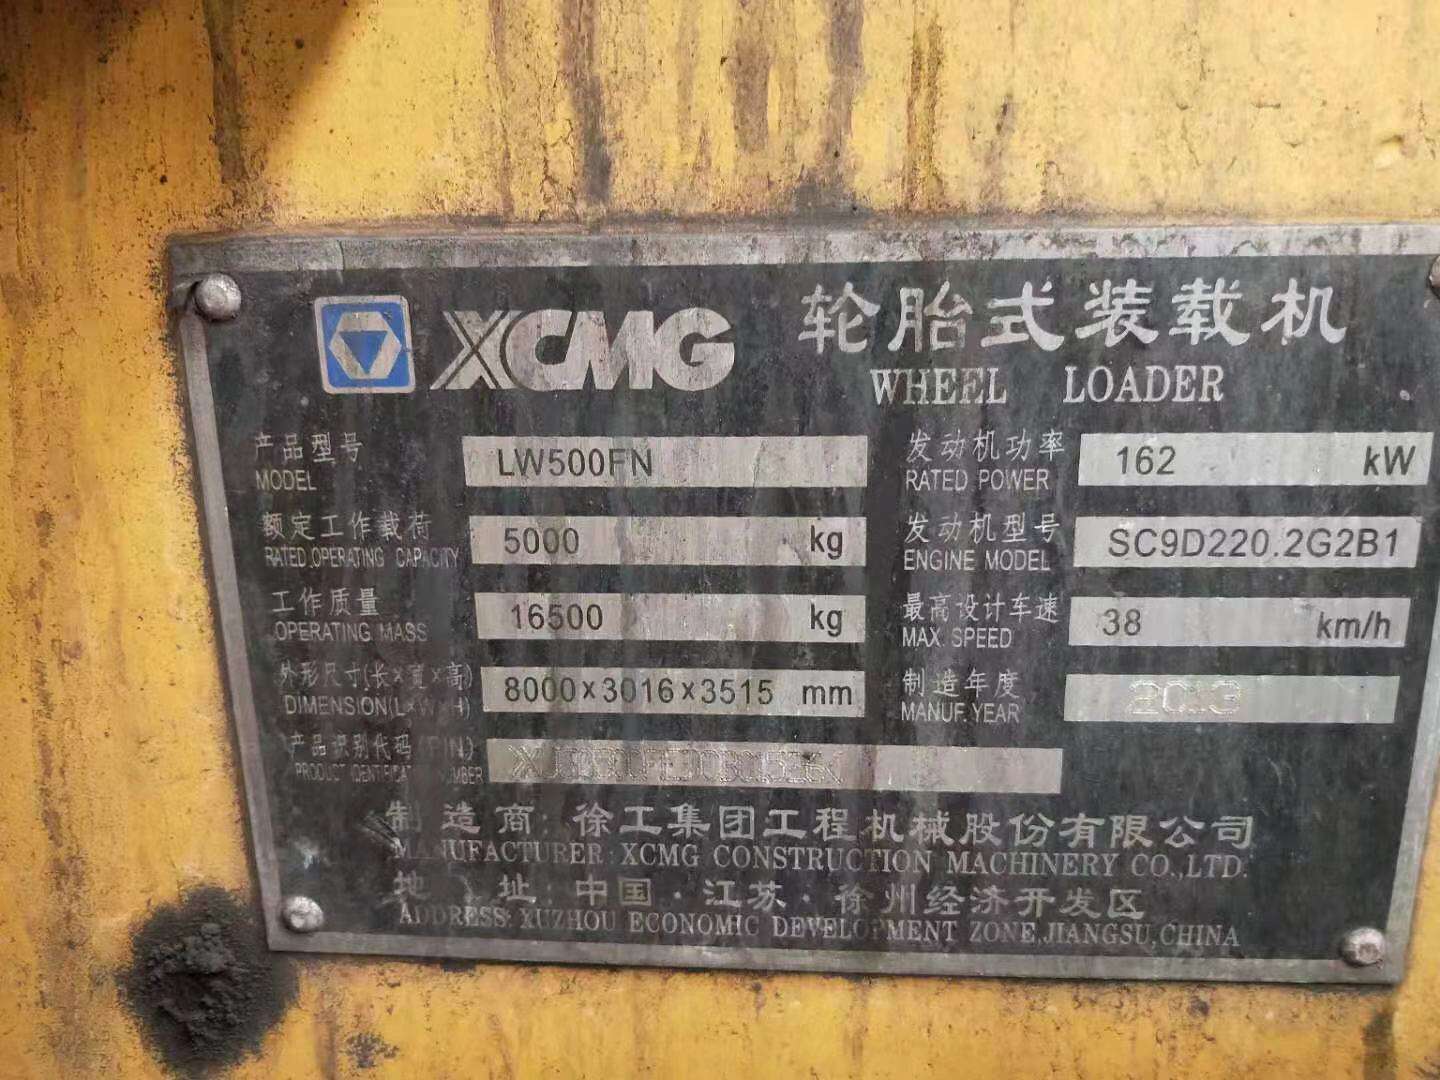 XCMG 轮胎式装载机
WHEEL LOADER
产品型号 LW500FN
MODEL
发动机功率 162 kW
RATED POWER
额定工作载荷 5000 kg
RATED OPERATING CAPACITY
发动机型号 SC9D220.2G2B1
ENGINE MODEL
工作质量 16500 kg
OPERATING MASS
最高设计车速 38 km/h
MAX. SPEED
外形尺寸(长×宽×高) 8000×3016×3515 mm
DIMENSION(L×W×H)
制造年度
MANUF. YEAR
产品识别代码(PIN)
PRODUCT IDENTIFICATION NUMBER
制造商: 徐工集团工程机械股份有限公司
MANUFACTURER: XCMG CONSTRUCTION MACHINERY CO.,LTD.
地址: 中国·江苏·徐州经济开发区
ADDRESS: XUZHOU ECONOMIC DEVELOPMENT ZONE,JIANGSU,CHINA